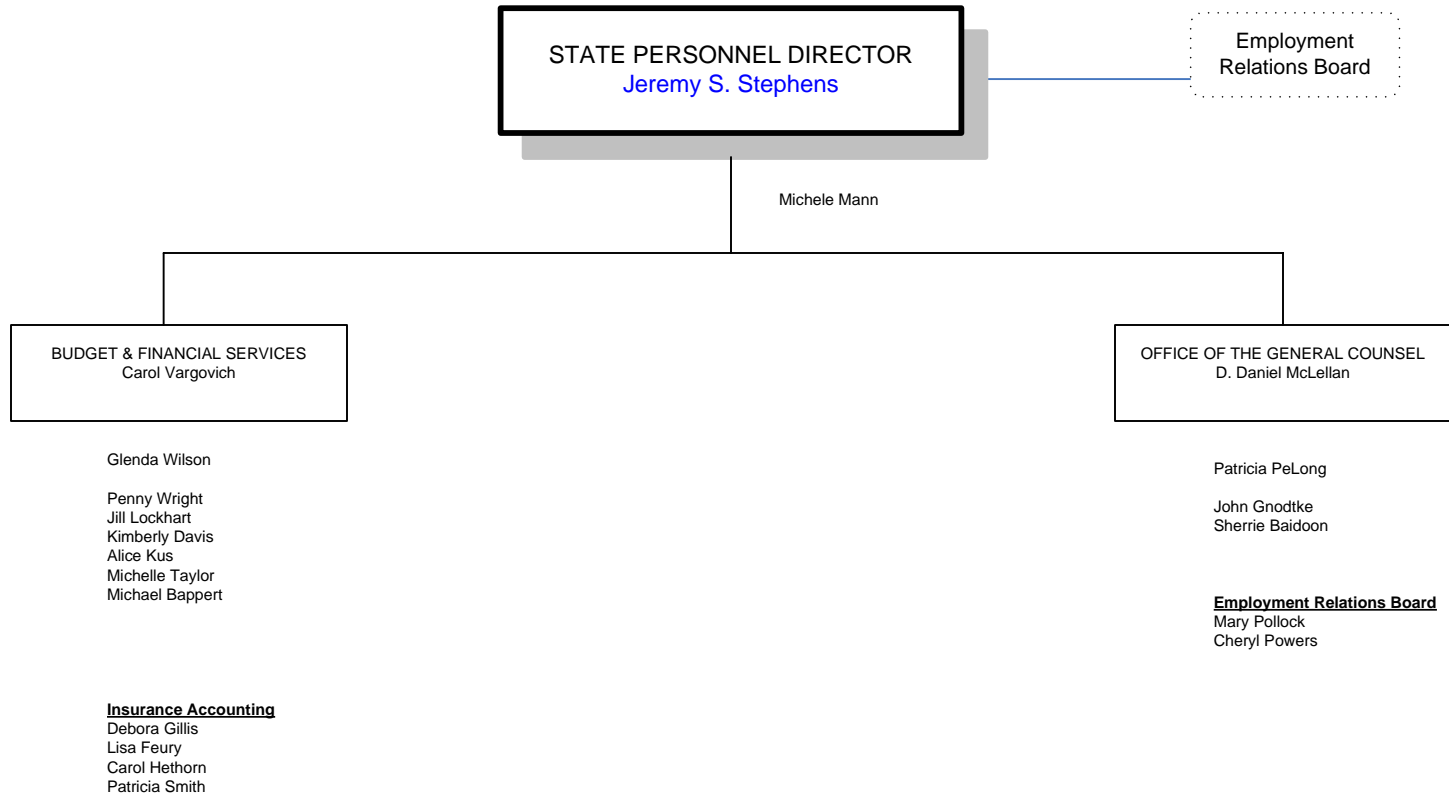 STATE PERSONNEL DIRECTOR
Jeremy S. Stephens
Employment
Relations Board
Michele Mann
BUDGET & FINANCIAL SERVICES
Carol Vargovich
Glenda Wilson
Penny Wright
Jill Lockhart
Kimberly Davis
Alice Kus
Michelle Taylor
Michael Bappert
Insurance Accounting
Debora Gillis
Lisa Feury
Carol Hethorn
Patricia Smith
OFFICE OF THE GENERAL COUNSEL
D. Daniel McLellan
Patricia PeLong
John Gnodtke
Sherrie Baidoon
Employment Relations Board
Mary Pollock
Cheryl Powers